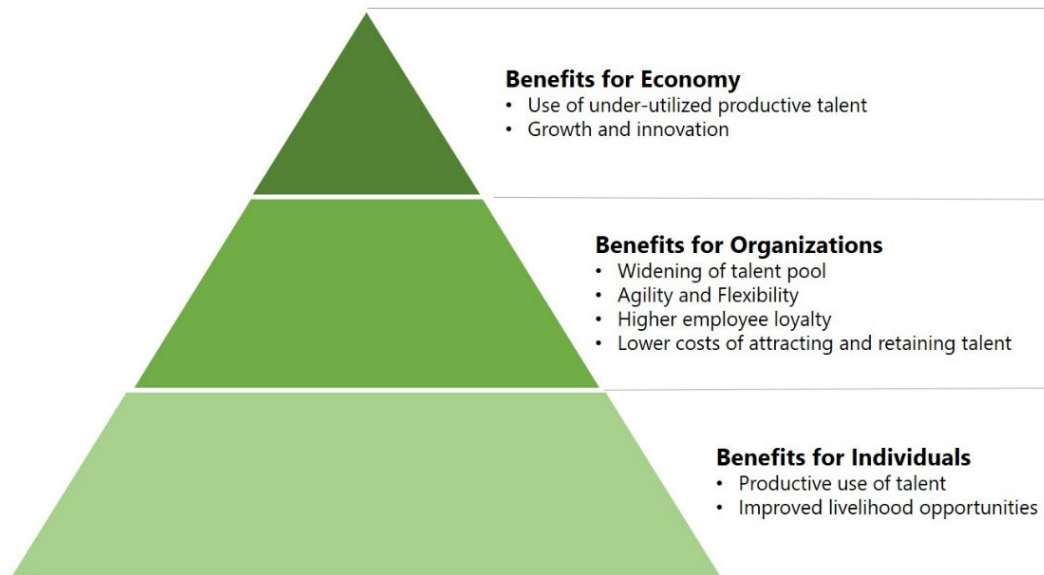 Benefits for Economy
• Use of under-utilized productive talent
• Growth and innovation
Benefits for Organizations
• Widening of talent pool
• Agility and Flexibility
• Higher employee loyalty
• Lower costs of attracting and retaining talent
Benefits for Individuals
• Productive use of talent
• Improved livelihood opportunities